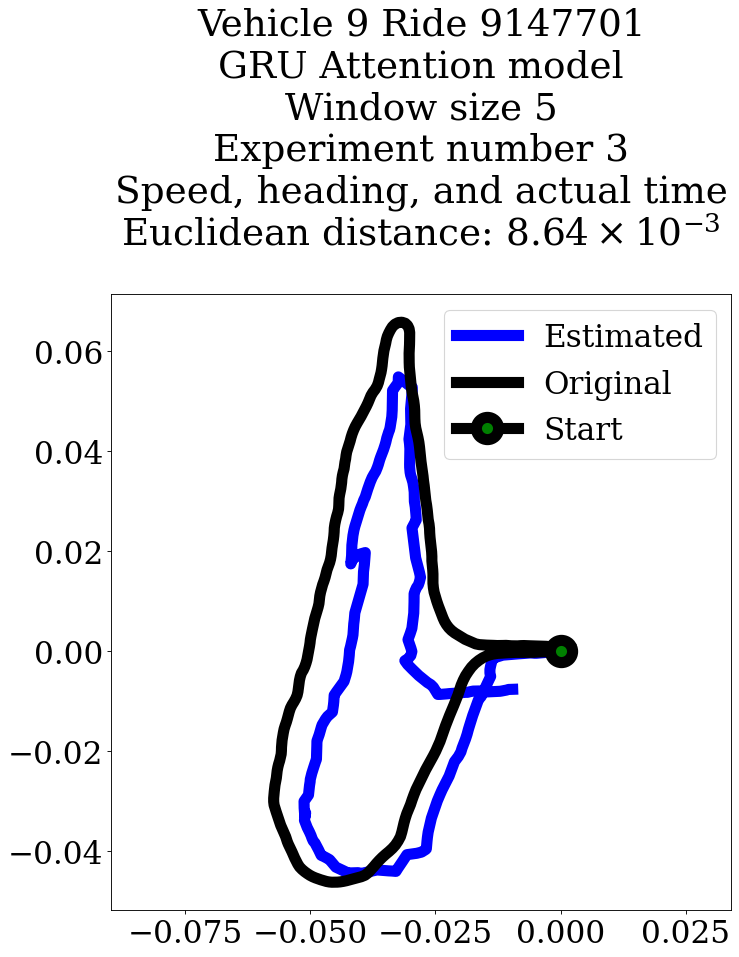 Vehicle 9 Ride 9147701
GRU Attention model
Window size 5
Experiment number 3
Speed, heading, and actual time
Euclidean distance: 8.64 × 10⁻³
Estimated
Original
Start
0.06
0.04
0.02
0.00
−0.02
−0.04
−0.075 −0.050 −0.025 0.000 0.025